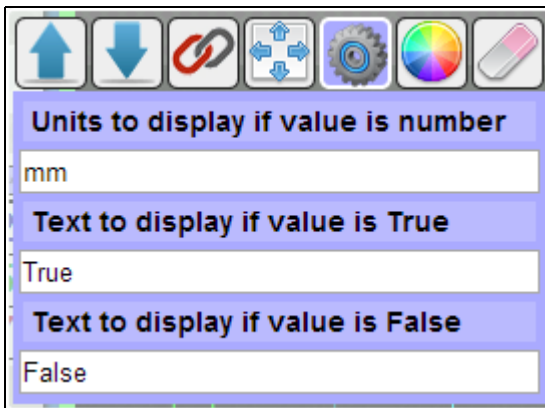 Units to display if value is number
mm
Text to display if value is True
True
Text to display if value is False
False